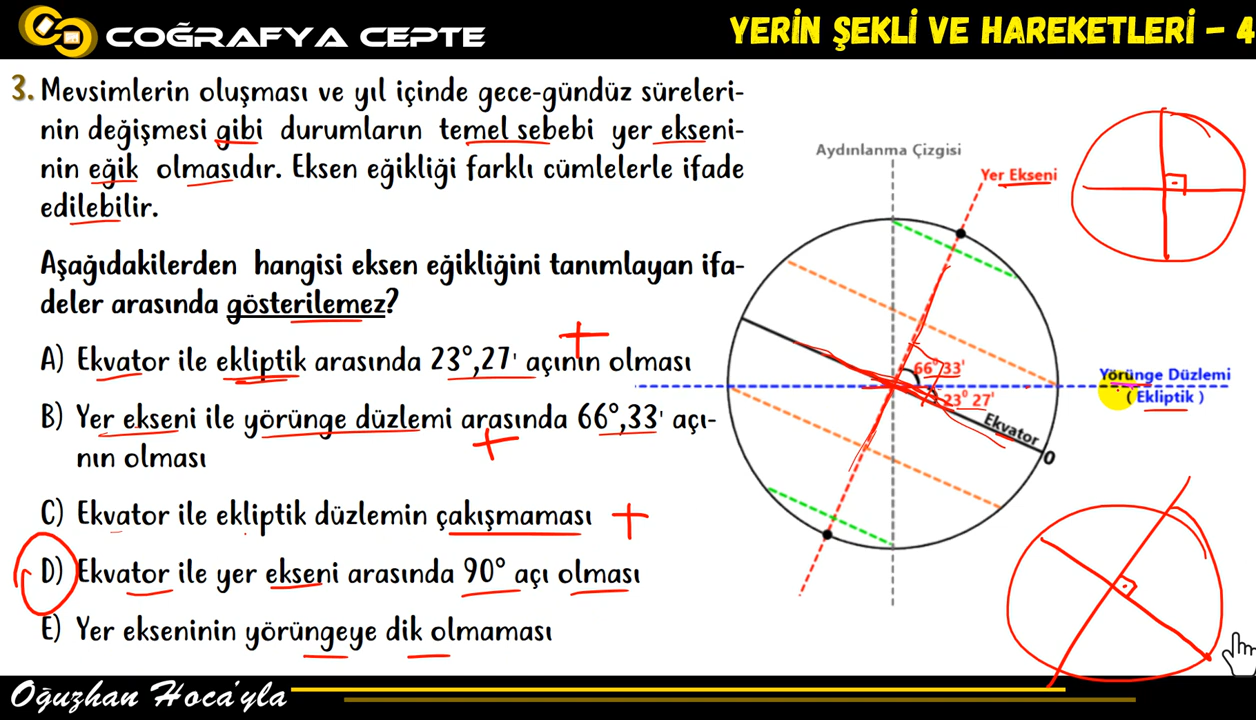 COĞRAFYA CEPTE
YERİN ŞEKLİ VE HAREKETLERİ – 4
3. Mevsimlerin oluşması ve yıl içinde gece-gündüz süreleri-
nin değişmesi gibi durumların temel sebebi yer ekseni-
nin eğik olmasıdır. Eksen eğikliği farklı cümlelerle ifade
edilebilir.
Aşağıdakilerden hangisi eksen eğikliğini tanımlayan ifa-
deler arasında gösterilemez?
A) Ekvator ile ekliptik arasında 23°,27' açının olması
B) Yer ekseni ile yörünge düzlemi arasında 66°,33' açı-
nın olması
C) Ekvator ile ekliptik düzlemin çakışmaması
D) Ekvator ile yer ekseni arasında 90° açı olması
E) Yer ekseninin yörüngeye dik olmaması
Aydınlanma Çizgisi
Yer Ekseni
66° 33'
Yörünge Düzlemi
( Ekliptik )
23° 27'
Ekvator
0
Oğuzhan Hoca'yla